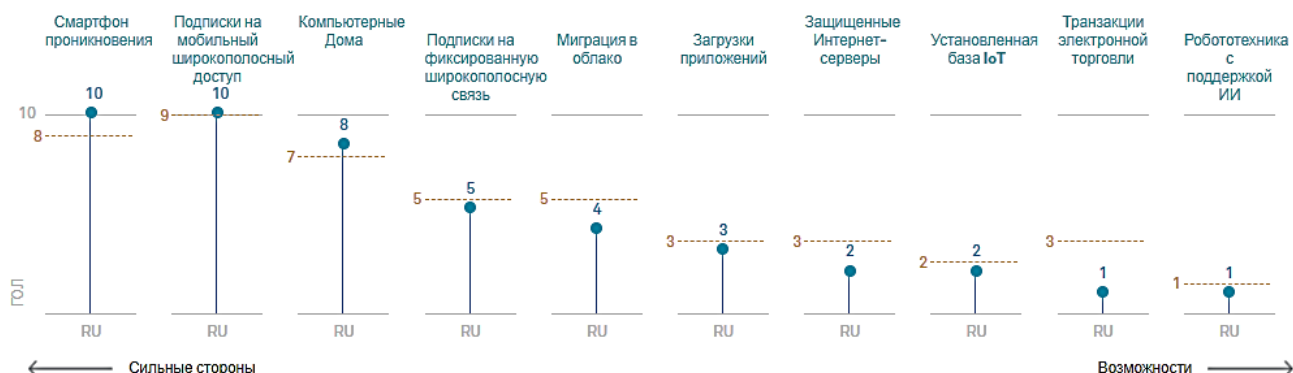 Смартфон
проникновения
Подписки на
мобильный
широкополосный
доступ
Компьютерные
Дома
Подписки на
фиксированную
широкополосную
связь
Миграция в
облако
Загрузки
приложений
Защищенные
Интернет-
серверы
Установленная
база IoT
Транзакции
электронной
торговли
Робототехника
с
поддержкой
ИИ
10
10
8
10
9
8
7
5
5
5
4
3
3
3
2
2
2
3
1
1
1
ГОЛ
RU
RU
RU
RU
RU
RU
RU
RU
RU
RU
Сильные стороны
Возможности